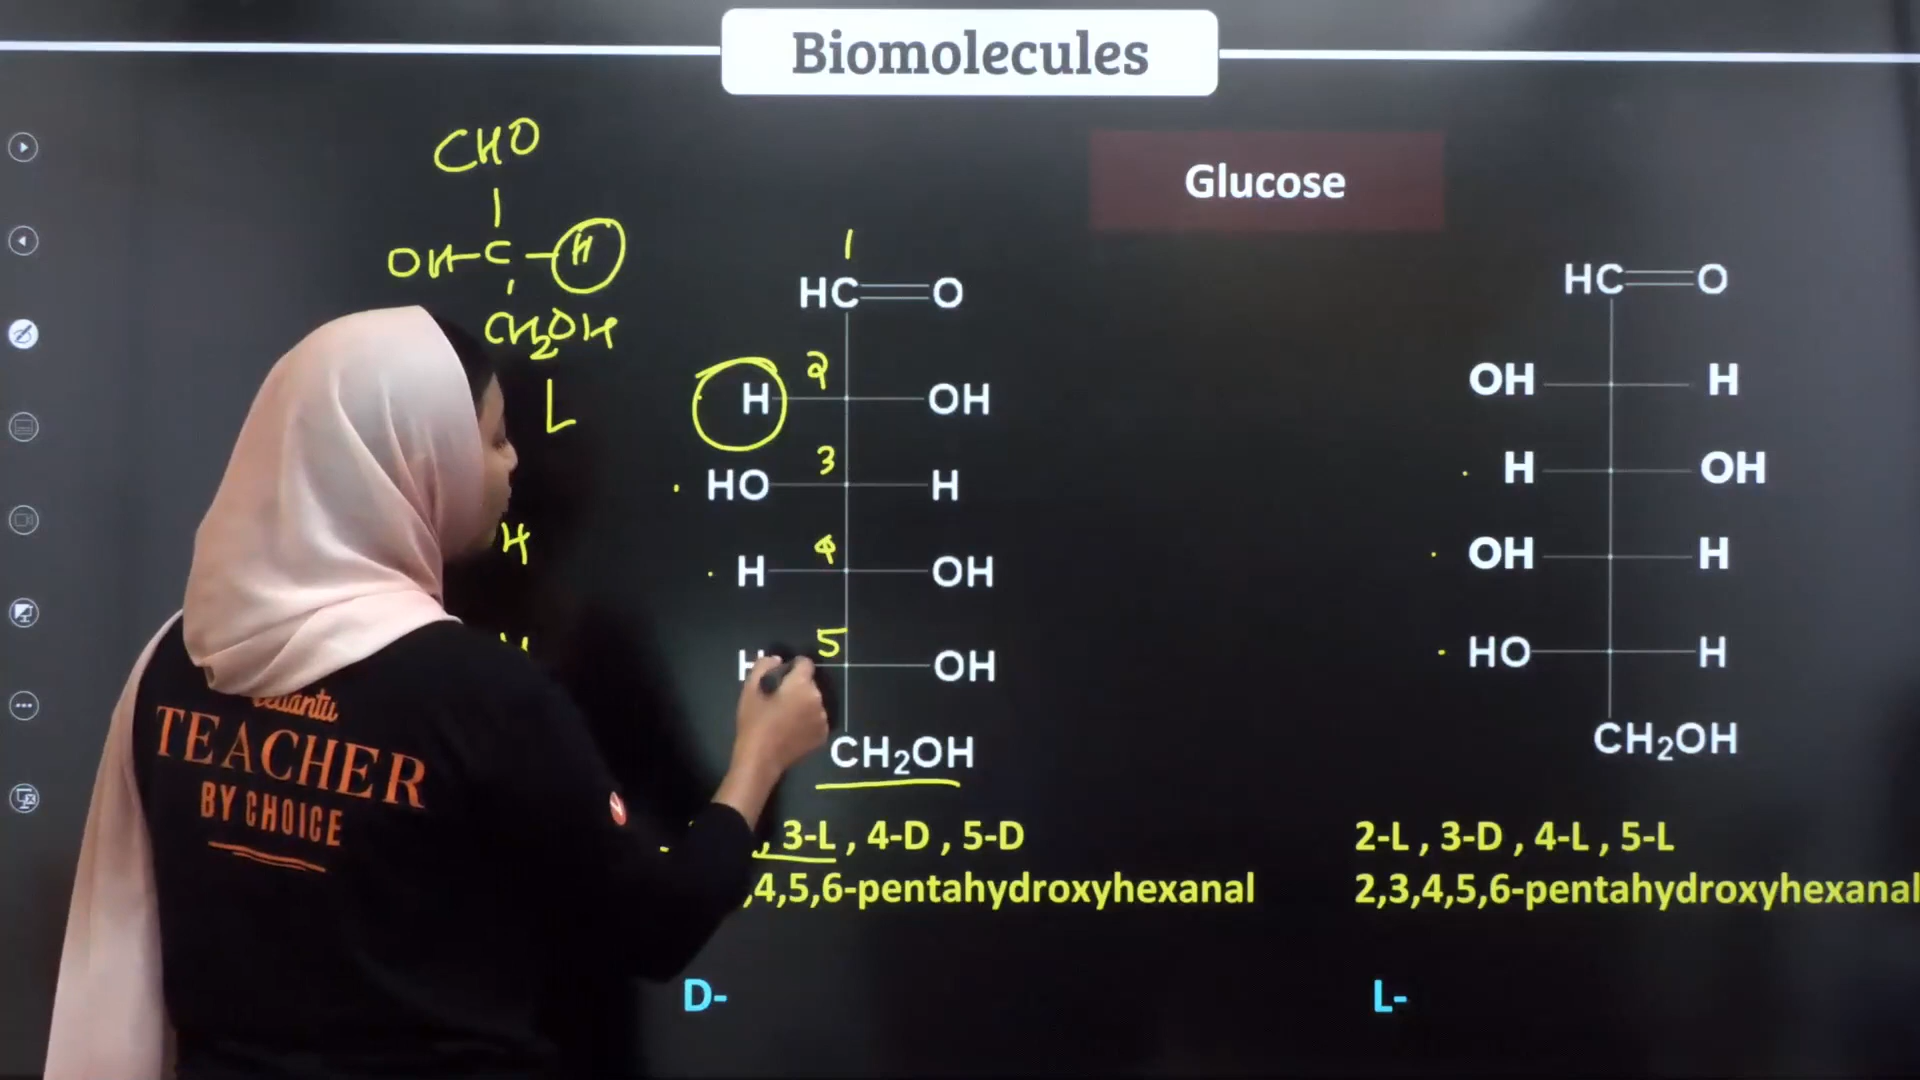 Biomolecules
Glucose
CHO
OH-C-H
CH2OH
L
H
1
HC=O
H 2 OH
HO 3 H
H 4 OH
5 OH
CH2OH
, 3-L , 4-D , 5-D
,4,5,6-pentahydroxyhexanal
D-
HC=O
OH H
H OH
OH H
HO H
CH2OH
2-L , 3-D , 4-L , 5-L
2,3,4,5,6-pentahydroxyhexanal
L-
TEACHER
BY CHOICE